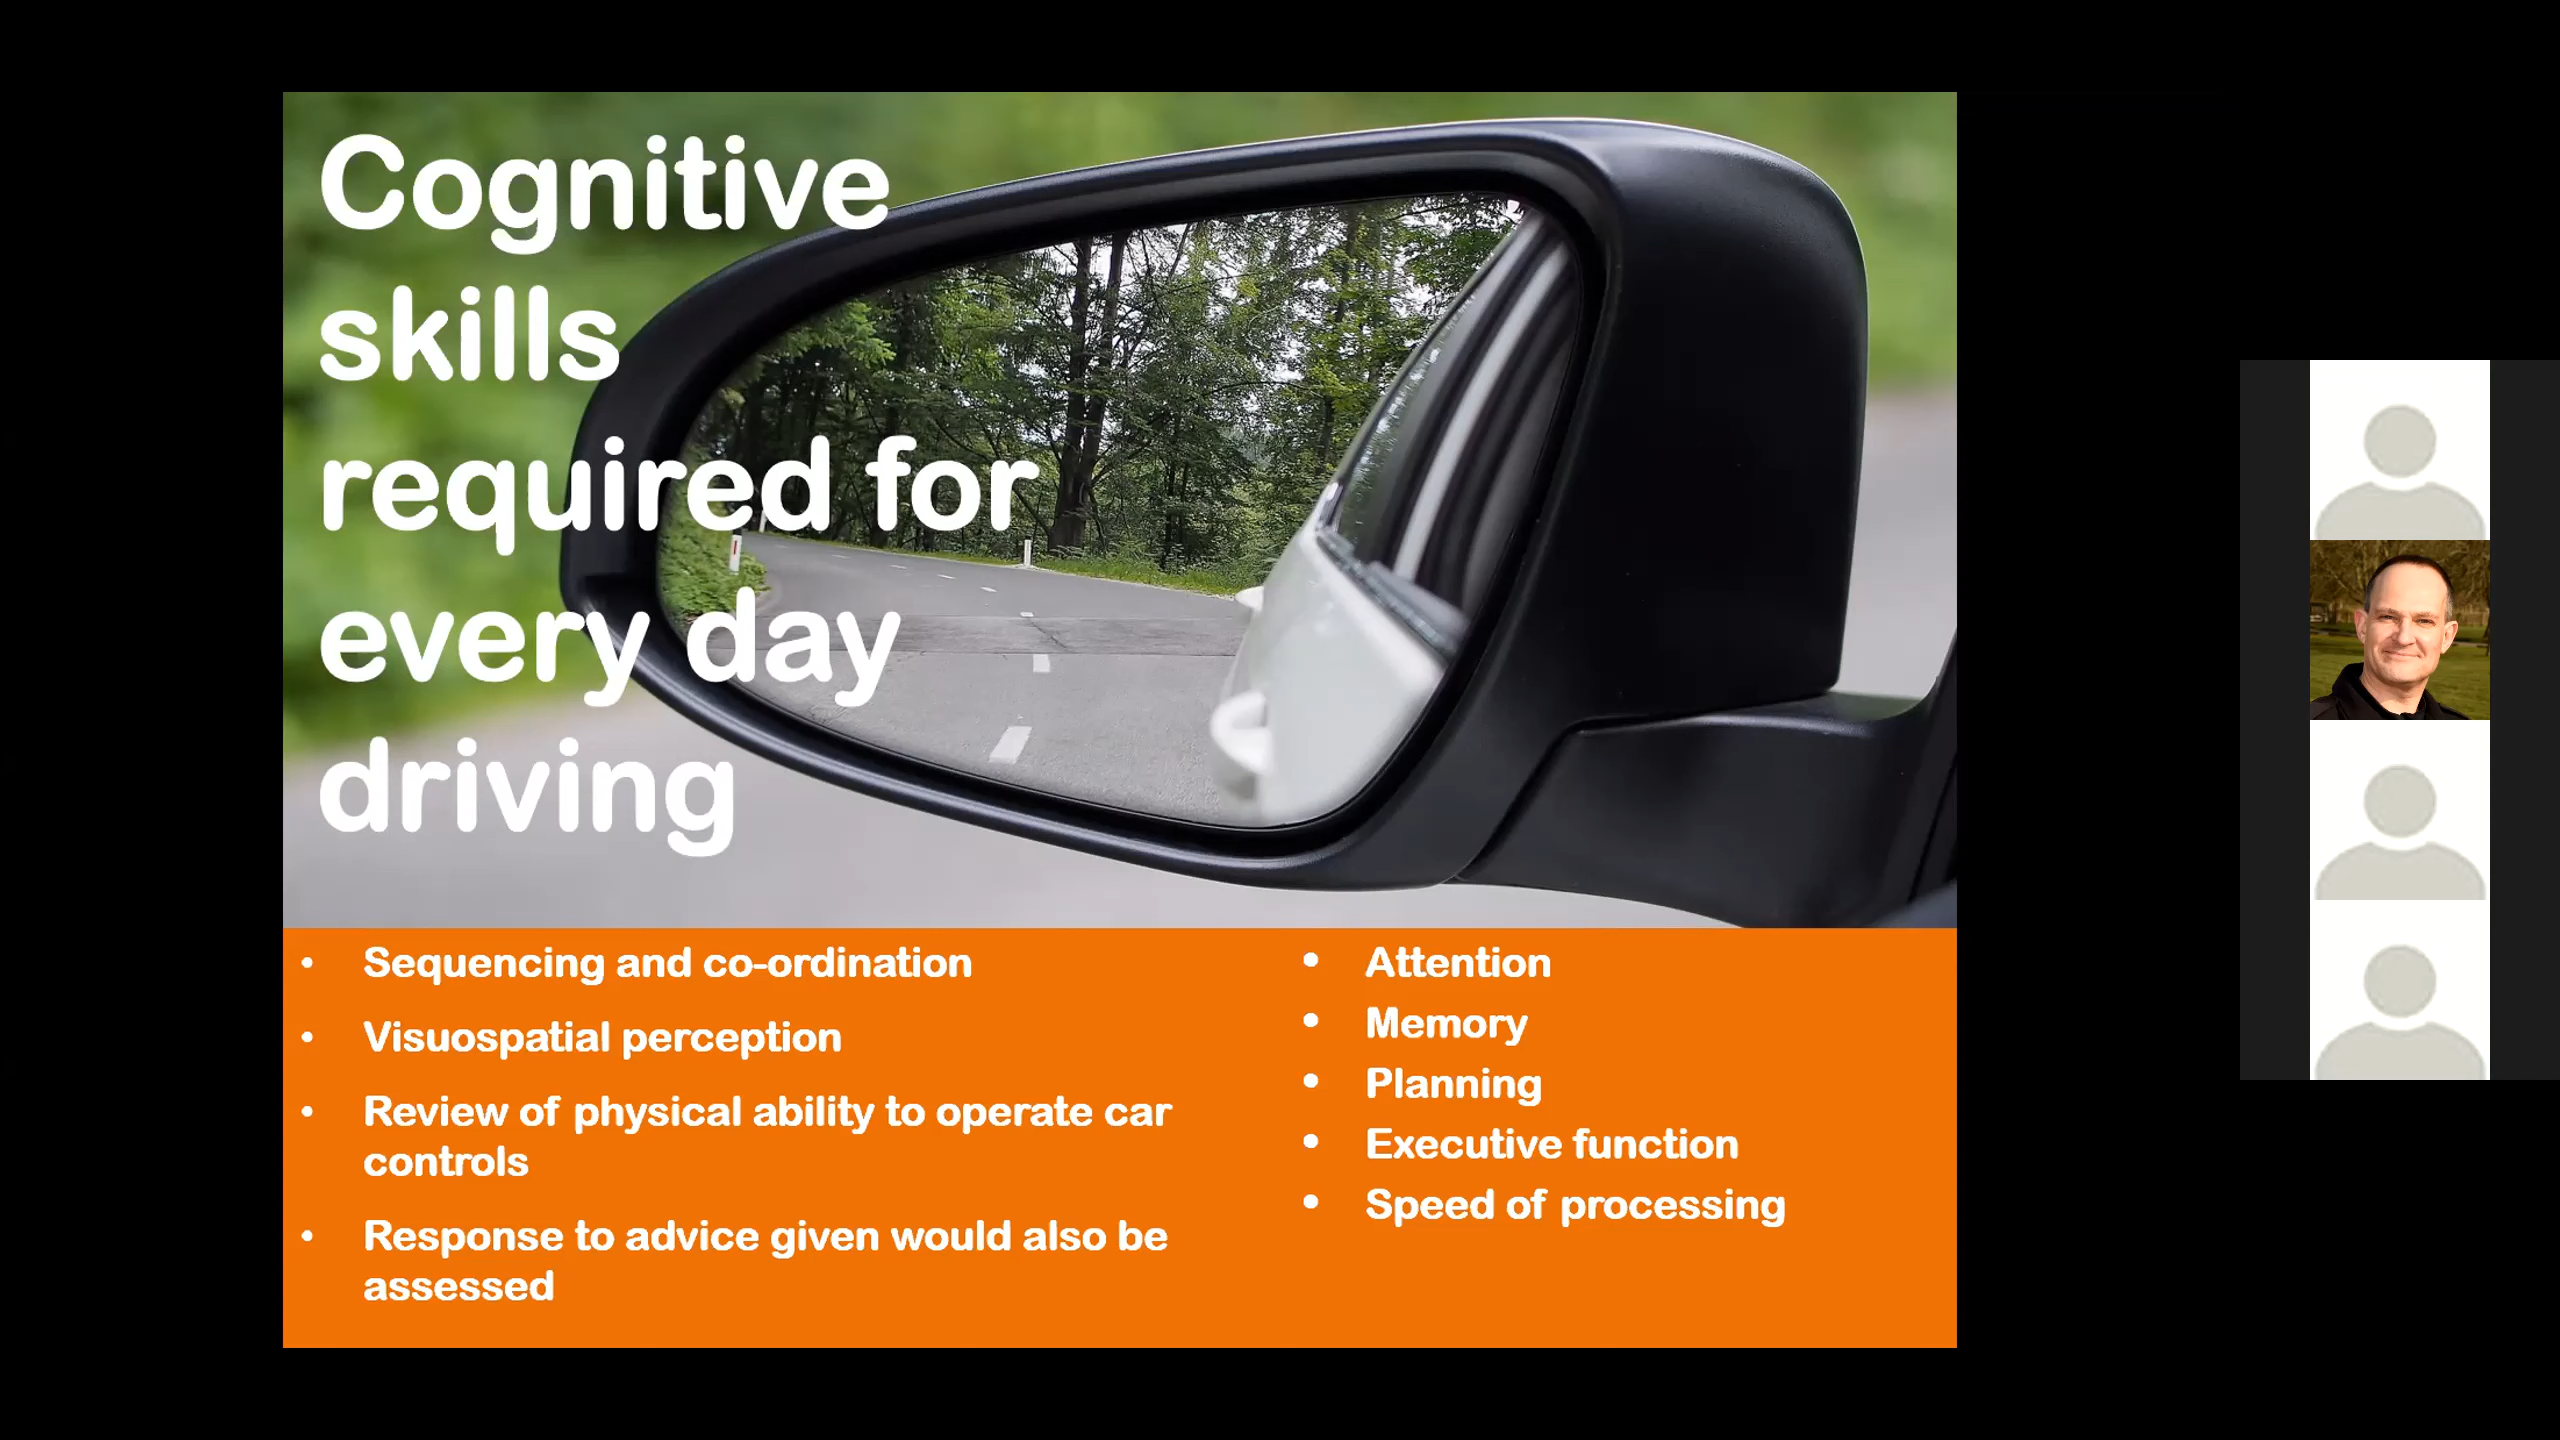 Cognitive
skills
required for
every day
driving
• Sequencing and co-ordination
• Visuospatial perception
• Review of physical ability to operate car
controls
• Response to advice given would also be
assessed
• Attention
• Memory
• Planning
• Executive function
• Speed of processing